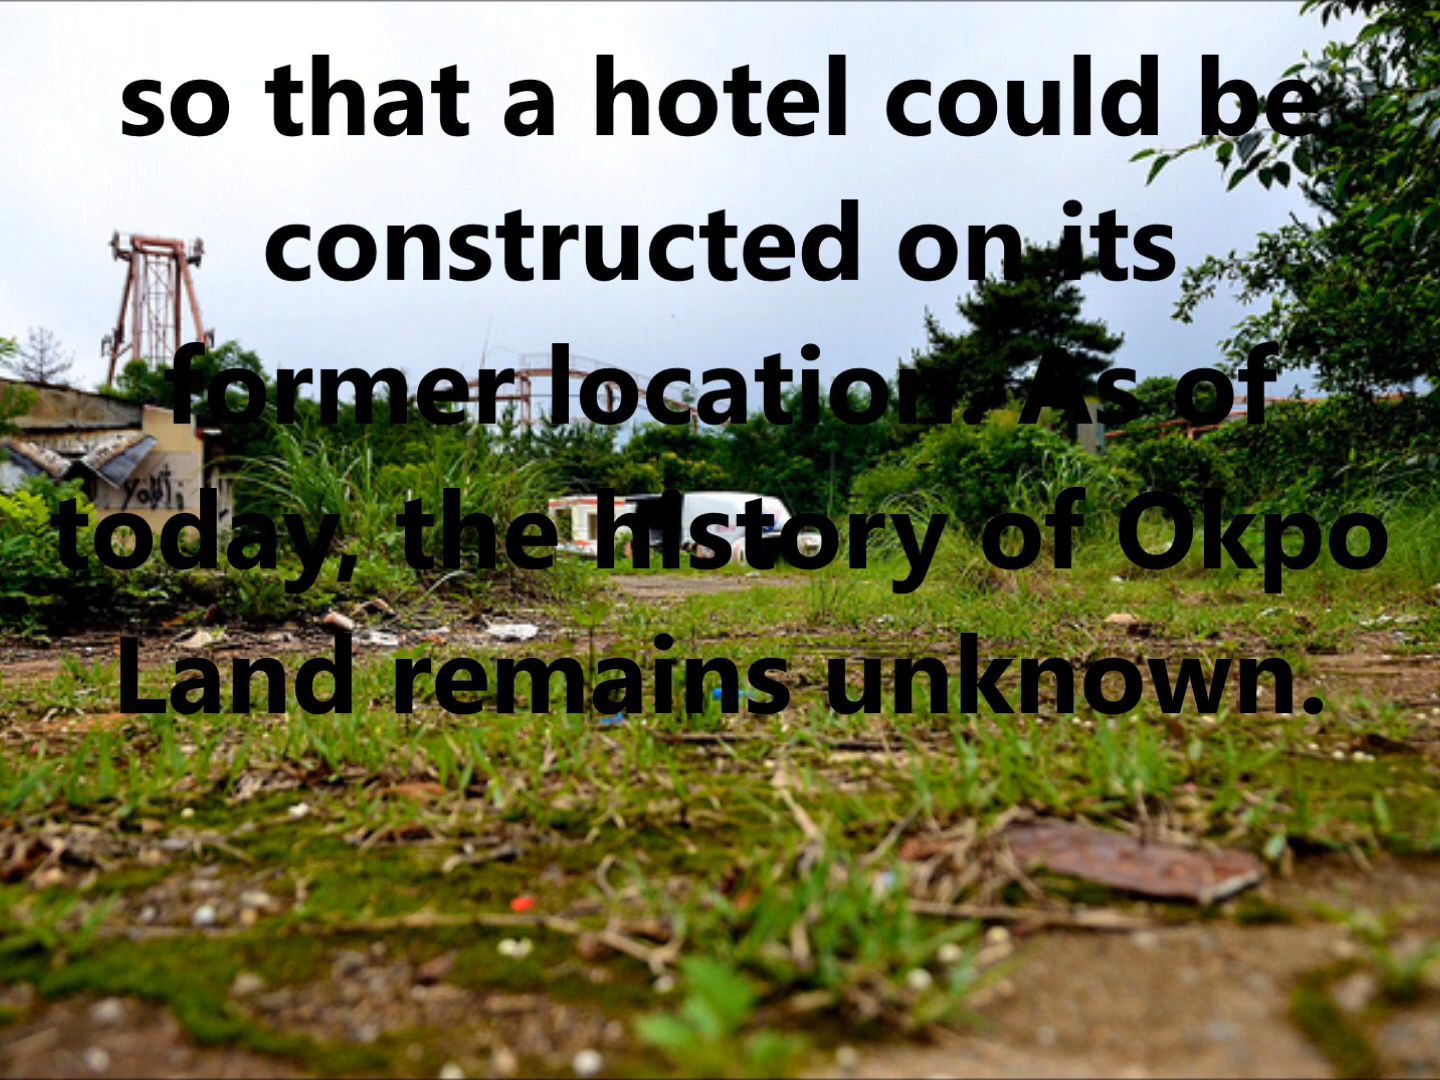 so that a hotel could be
constructed on its
former location. As of
today, the history of Okpo
Land remains unknown.